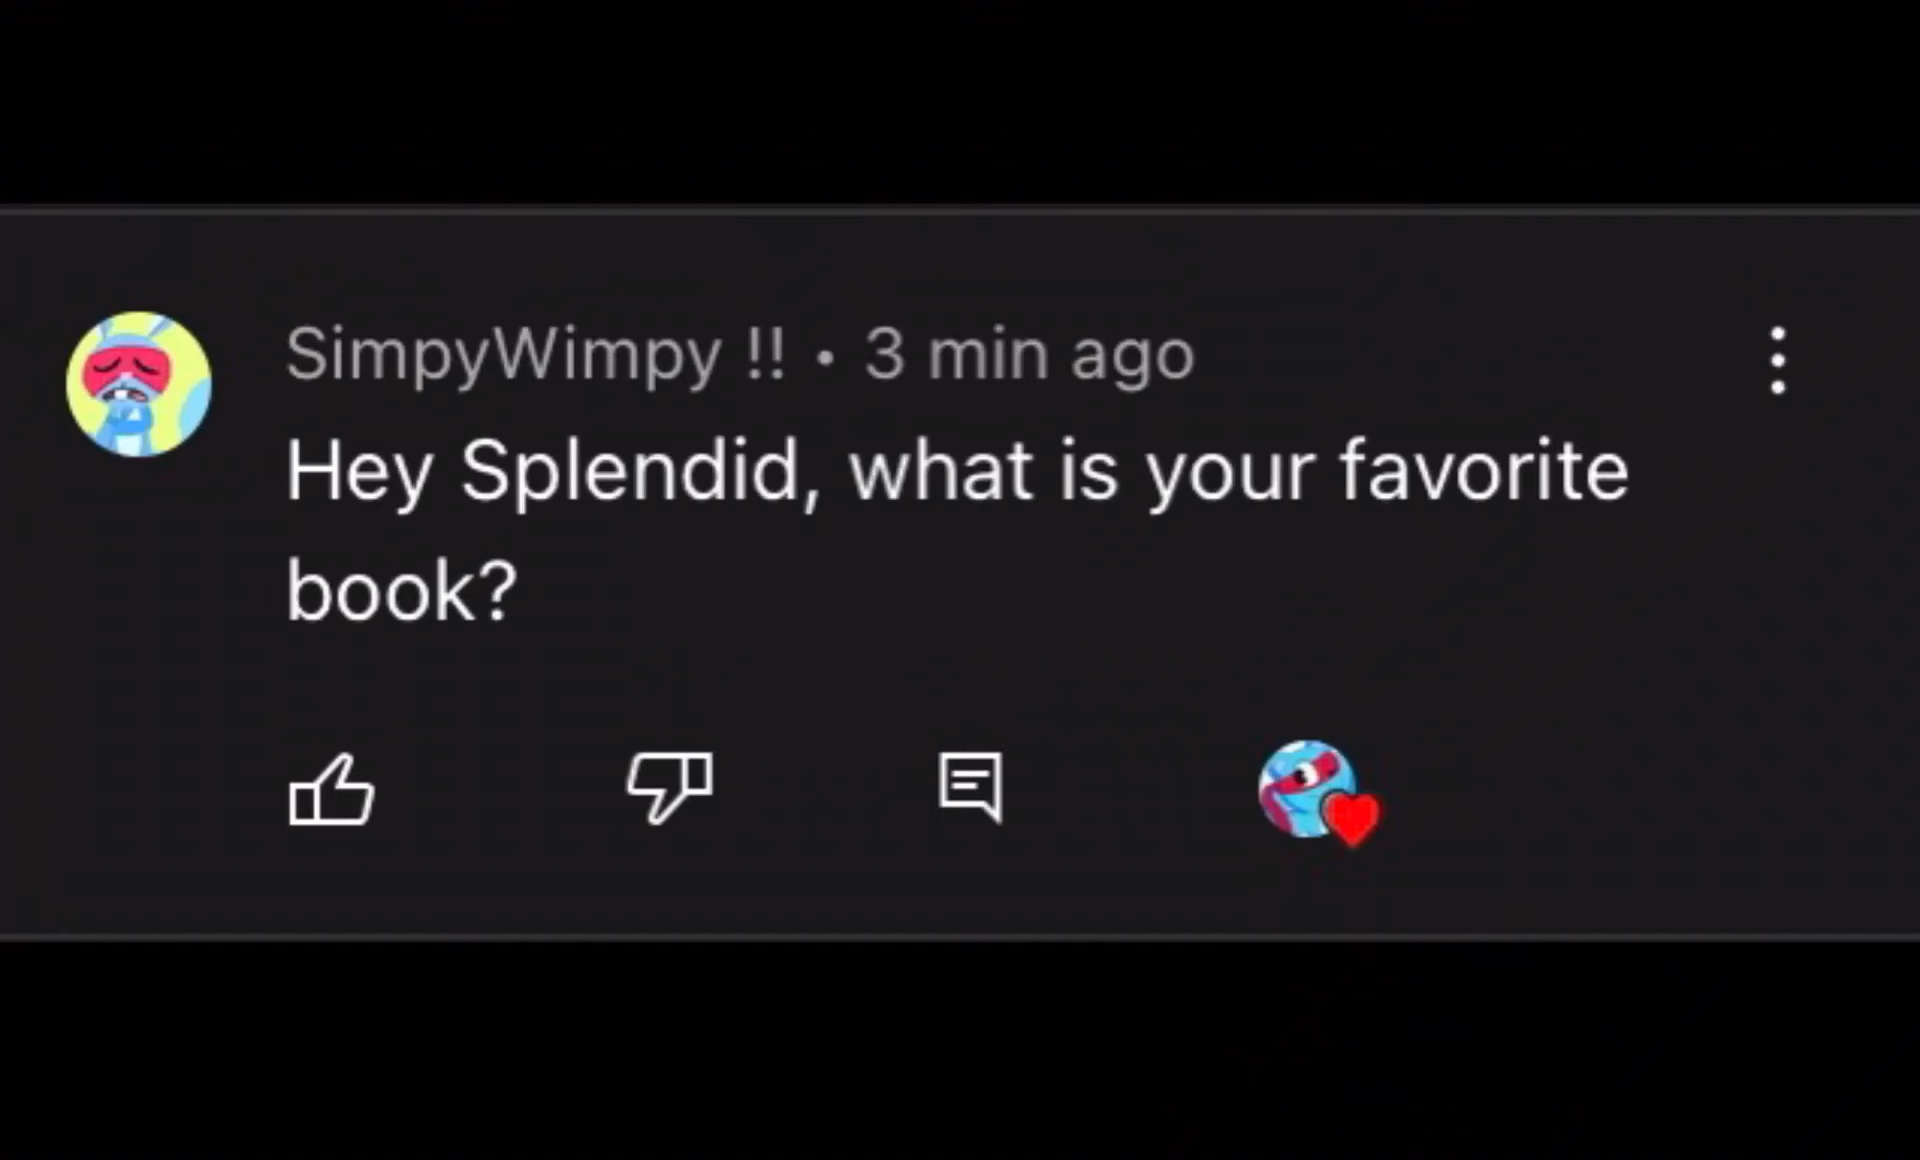 SimpyWimpy !! • 3 min ago
Hey Splendid, what is your favorite
book?